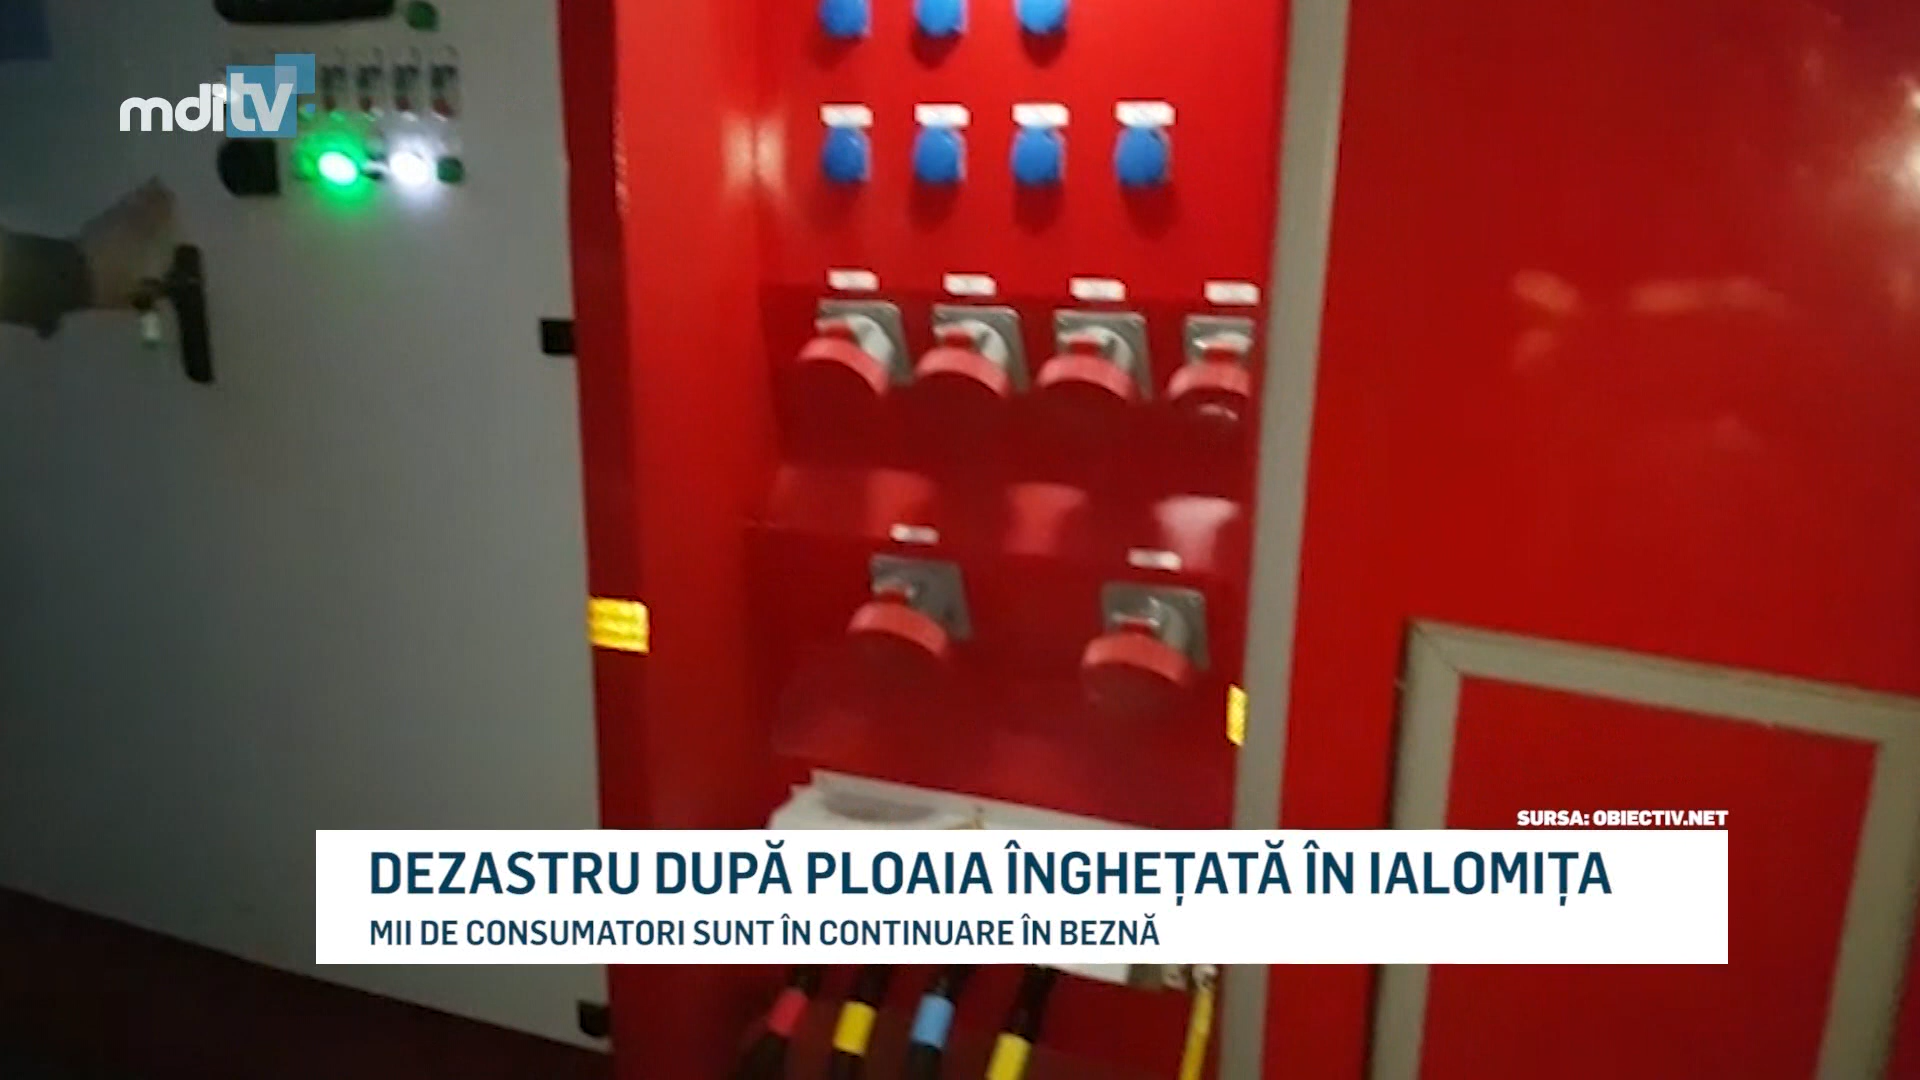 mdiTV
SURSA: OBIECTIV.NET
DEZASTRU DUPĂ PLOAIA ÎNGHEȚATĂ ÎN IALOMIȚA
MII DE CONSUMATORI SUNT ÎN CONTINUARE ÎN BEZNĂ